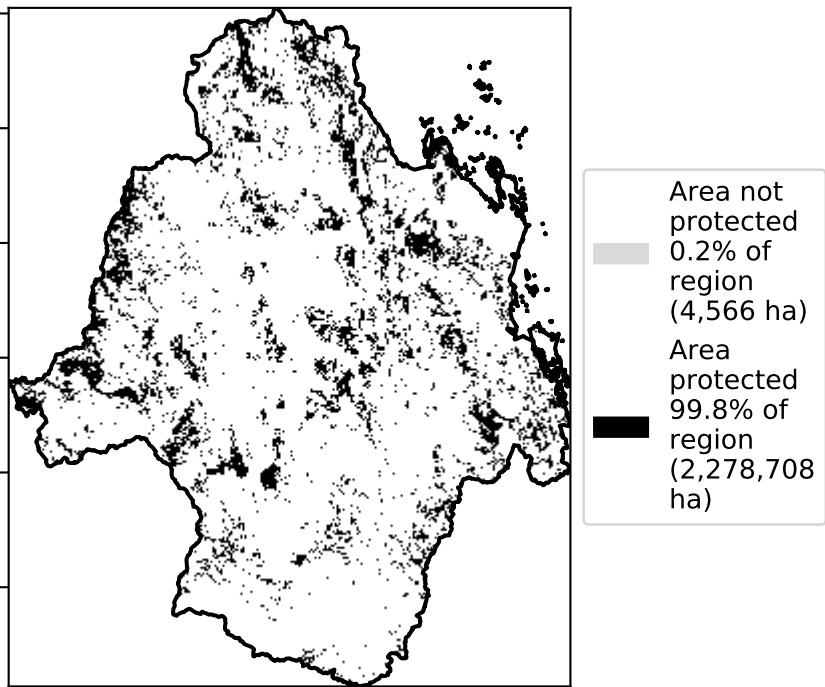 Area not
protected
0.2% of
region
(4,566 ha)
Area
protected
99.8% of
region
(2,278,708
ha)